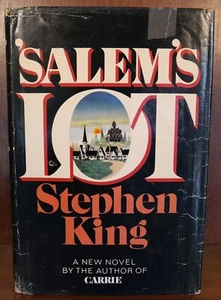 'SALEM'S
LOT
Stephen
King
A NEW NOVEL
BY THE AUTHOR OF
CARRIE